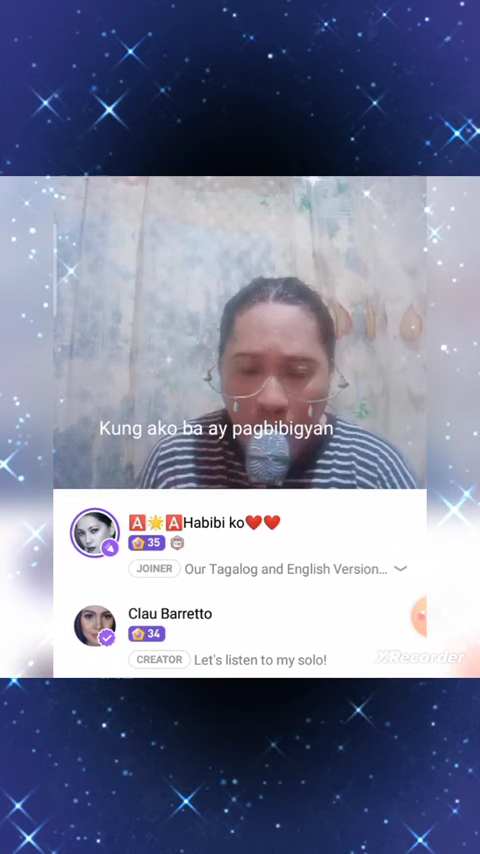 Kung ako ba ay pagbibigyan
🅰️🌟🅰️Habibi ko❤️❤️
35
JOINER Our Tagalog and English Version...
Clau Barretto
34
CREATOR Let's listen to my solo!
XRecorder